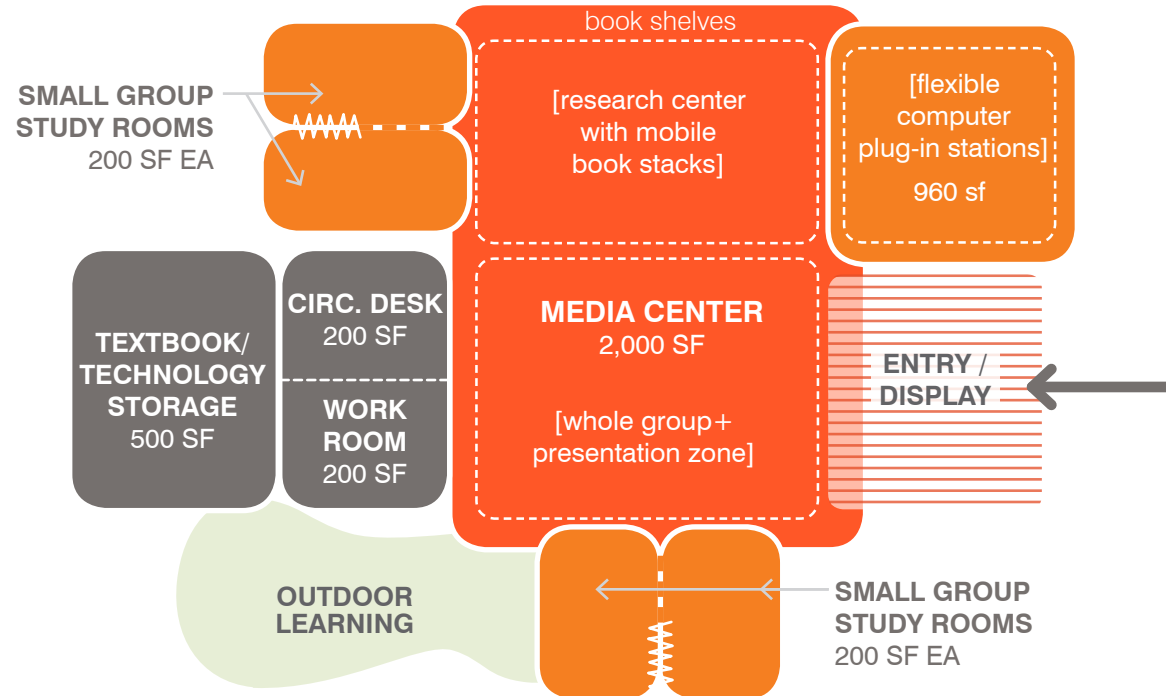 book shelves
SMALL GROUP
STUDY ROOMS
200 SF EA
[research center
with mobile
book stacks]
[flexible
computer
plug-in stations]
960 sf
TEXTBOOK/
TECHNOLOGY
STORAGE
500 SF
CIRC. DESK
200 SF
WORK
ROOM
200 SF
MEDIA CENTER
2,000 SF
[whole group+
presentation zone]
ENTRY /
DISPLAY
OUTDOOR
LEARNING
SMALL GROUP
STUDY ROOMS
200 SF EA